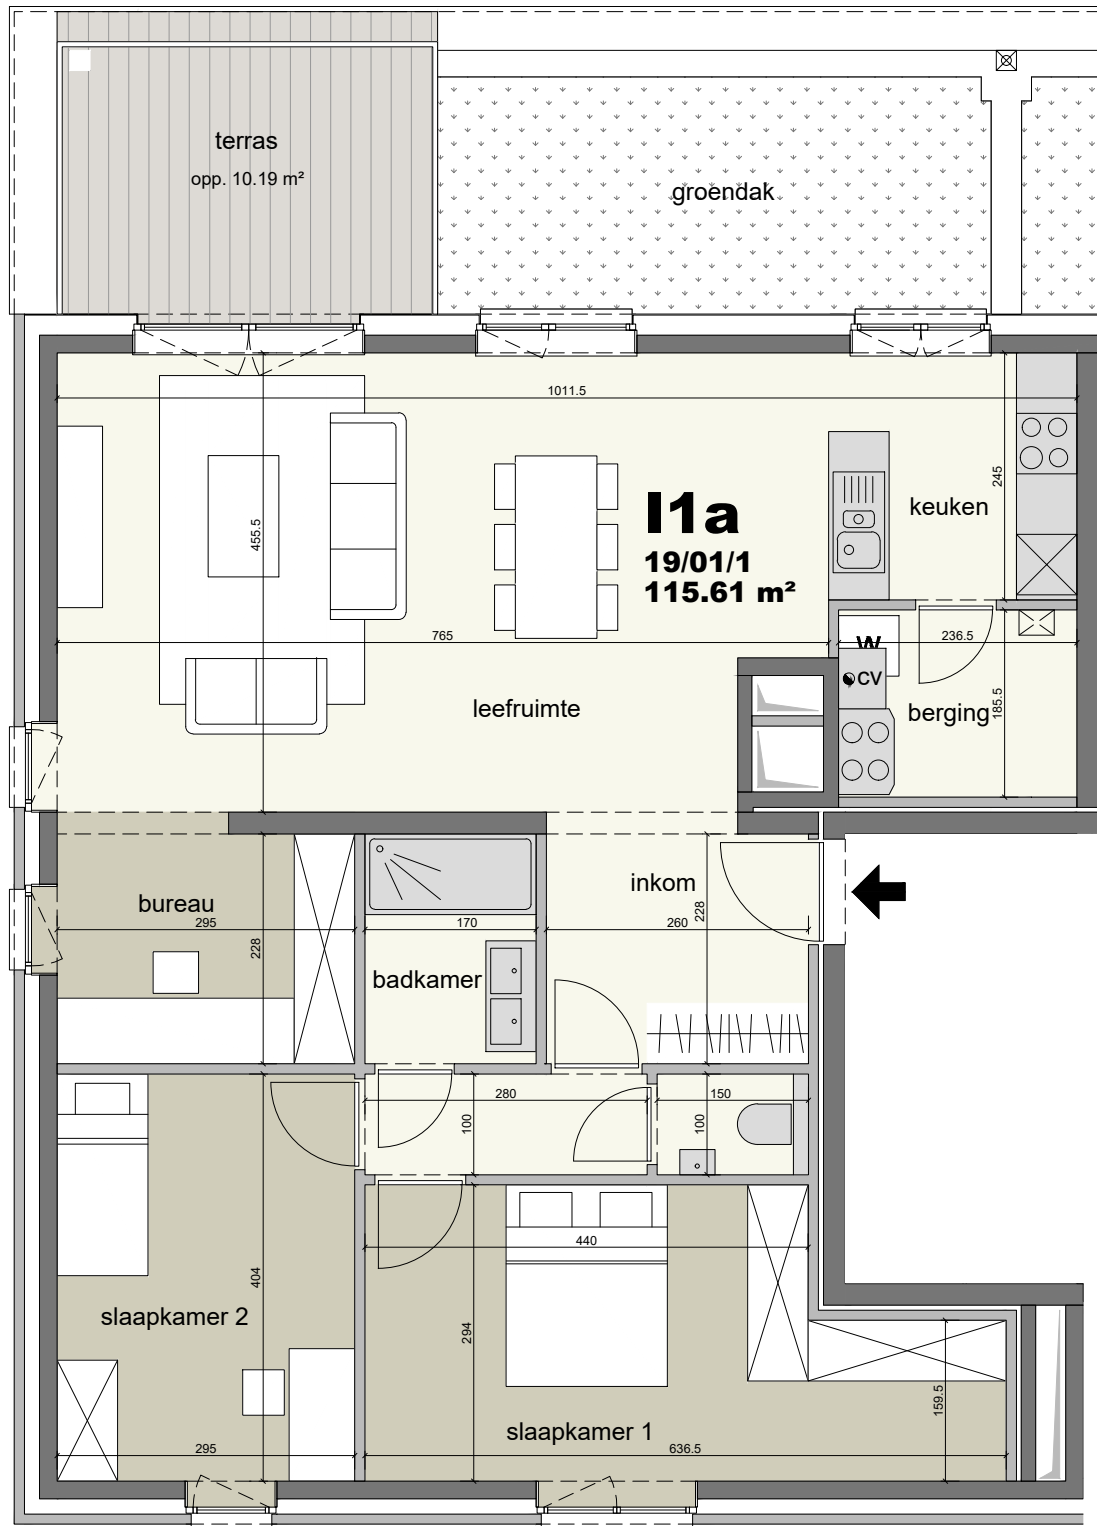 terras
opp. 10.19 m²
groendak
1011.5
245
keuken
I1a
19/01/1
115.61 m²
455.5
765
W
236.5
CV
185.5
berging
leefruimte
bureau
295
228
170
badkamer
inkom
260
228
280
100
150
100
440
404
294
slaapkamer 2
159.5
slaapkamer 1
295
636.5